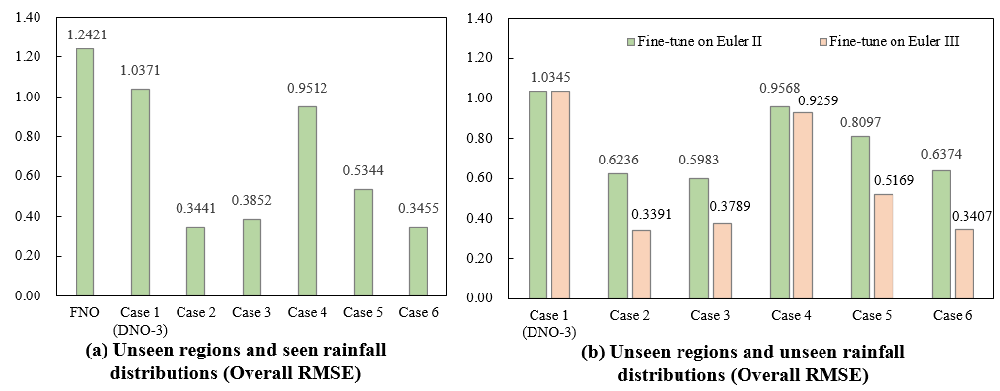 1.40
1.20
1.00
0.80
0.60
0.40
0.20
0.00
1.2421
1.0371
0.3441
0.3852
0.9512
0.5344
0.3455
FNO
Case 1
(DNO-3)
Case 2
Case 3
Case 4
Case 5
Case 6
(a) Unseen regions and seen rainfall
distributions (Overall RMSE)
1.40
1.20
1.00
0.80
0.60
0.40
0.20
0.00
Fine-tune on Euler II
Fine-tune on Euler III
1.0345
0.6236
0.3391
0.5983
0.3789
0.9568
0.9259
0.8097
0.5169
0.6374
0.3407
Case 1
(DNO-3)
Case 2
Case 3
Case 4
Case 5
Case 6
(b) Unseen regions and unseen rainfall
distributions (Overall RMSE)